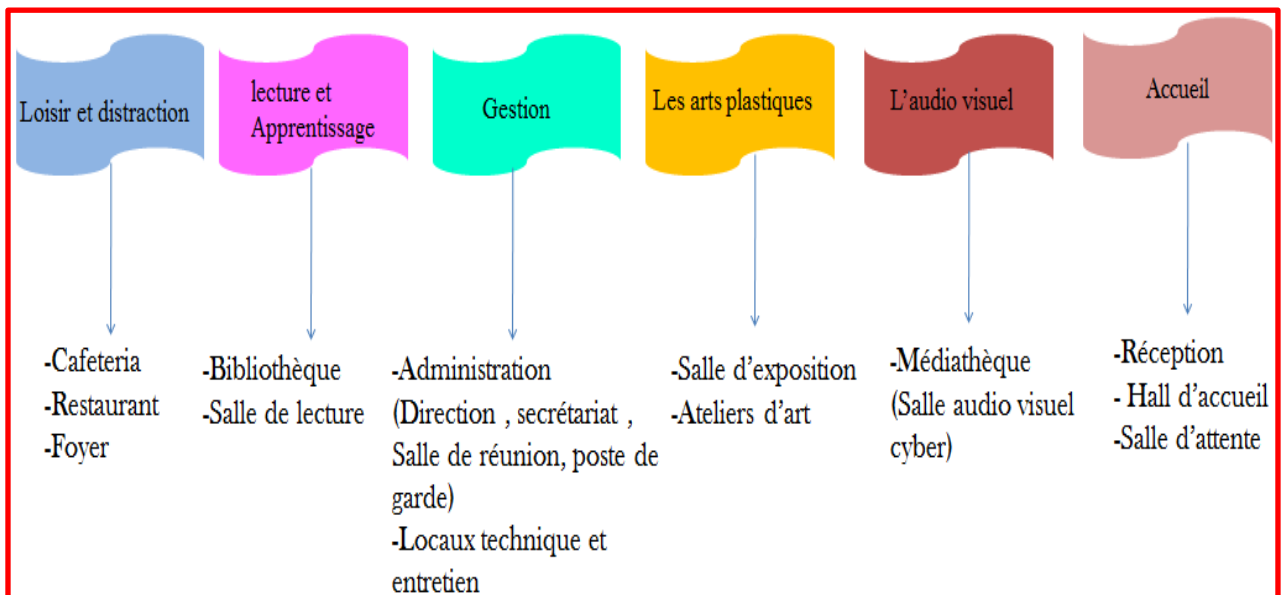 Loisir et distraction
lecture et
Apprentissage
Gestion
Les arts plastiques
L'audio visuel
Accueil
-Cafeteria
-Restaurant
-Foyer
-Bibliothèque
-Salle de lecture
-Administration
(Direction , secrétariat ,
Salle de réunion, poste de
garde)
-Locaux technique et
entretien
-Salle d'exposition
-Ateliers d'art
-Médiathèque
(Salle audio visuel
cyber)
-Réception
- Hall d'accueil
-Salle d'attente